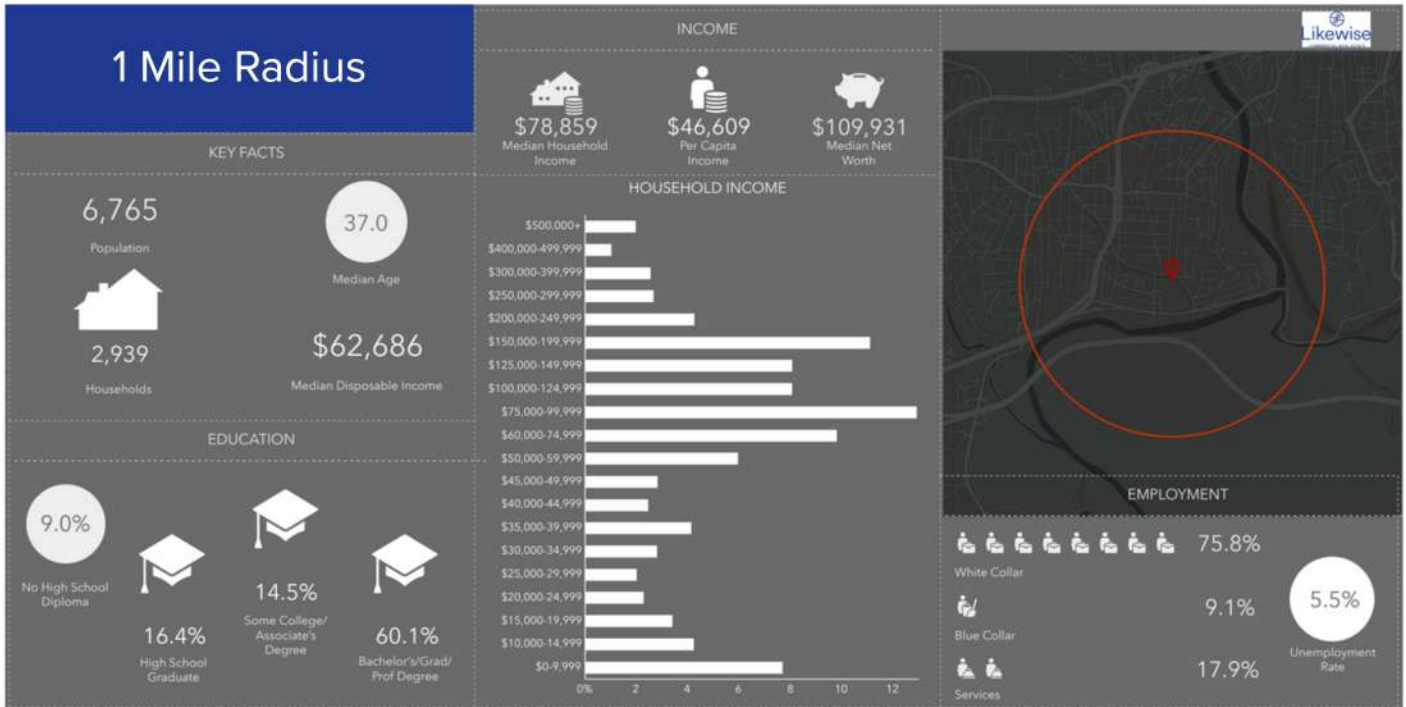 1 Mile Radius
KEY FACTS
6,765
Population
37.0
Median Age
2,939
Households
$62,686
Median Disposable Income
EDUCATION
9.0%
No High School
Diploma
16.4%
High School
Graduate
14.5%
Some College/
Associate's
Degree
60.1%
Bachelor's/Grad/
Prof Degree
INCOME
$78,859
Median Household
Income
$46,609
Per Capita
Income
$109,931
Median Net
Worth
HOUSEHOLD INCOME
$500,000+
$400,000-499,999
$300,000-399,999
$250,000-299,999
$200,000-249,999
$150,000-199,999
$125,000-149,999
$100,000-124,999
$75,000-99,999
$60,000-74,999
$50,000-59,999
$45,000-49,999
$40,000-44,999
$35,000-39,999
$30,000-34,999
$25,000-29,999
$20,000-24,999
$15,000-19,999
$10,000-14,999
$0-9,999
0% 2 4 6 8 10 12
Likewise
EMPLOYMENT
75.8%
White Collar
9.1%
Blue Collar
17.9%
Services
5.5%
Unemployment
Rate